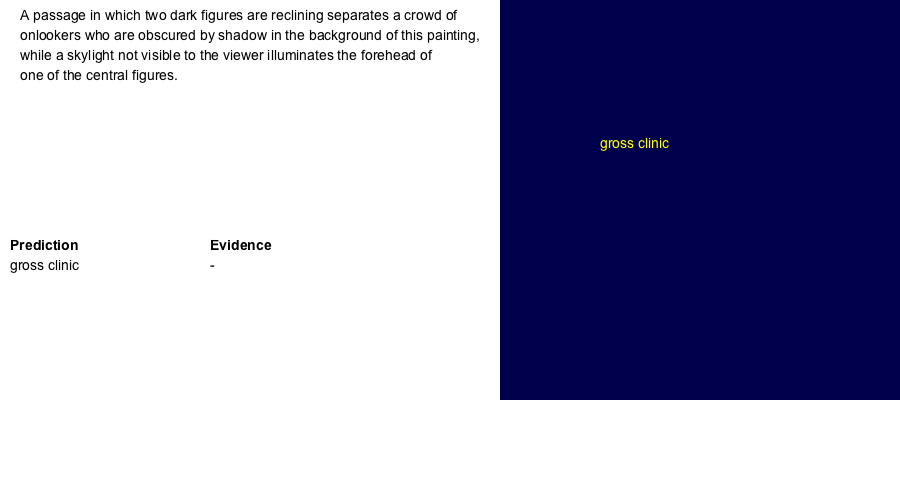 A passage in which two dark figures are reclining separates a crowd of
onlookers who are obscured by shadow in the background of this painting,
while a skylight not visible to the viewer illuminates the forehead of
one of the central figures.
gross clinic
Prediction Evidence
gross clinic -